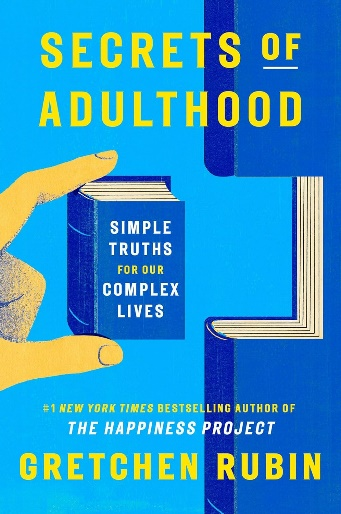 SECRETS OF
ADULTHOOD
SIMPLE
TRUTHS
FOR OUR
COMPLEX
LIVES
#1 NEW YORK TIMES BESTSELLING AUTHOR OF
THE HAPPINESS PROJECT
GRETCHEN RUBIN